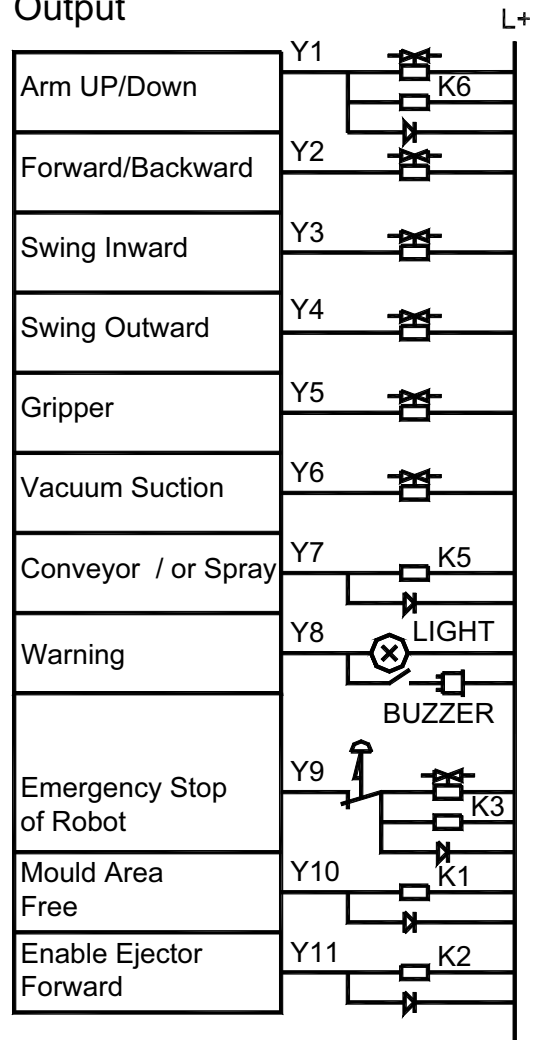 Output
L+
Arm UP/Down
Y1
K6
Forward/Backward
Y2
Swing Inward
Y3
Swing Outward
Y4
Gripper
Y5
Vacuum Suction
Y6
Conveyor / or Spray
Y7
K5
Warning
Y8
LIGHT
BUZZER
Emergency Stop
of Robot
Y9
K3
Mould Area
Free
Y10
K1
Enable Ejector
Forward
Y11
K2